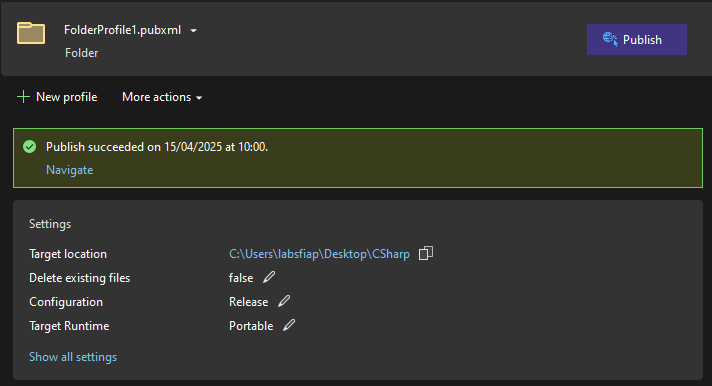 FolderProfile1.pubxml
Folder
Publish
New profile
More actions
Publish succeeded on 15/04/2025 at 10:00.
Navigate
Settings
Target location C:\Users\labsfiap\Desktop\CSharp
Delete existing files false
Configuration Release
Target Runtime Portable
Show all settings